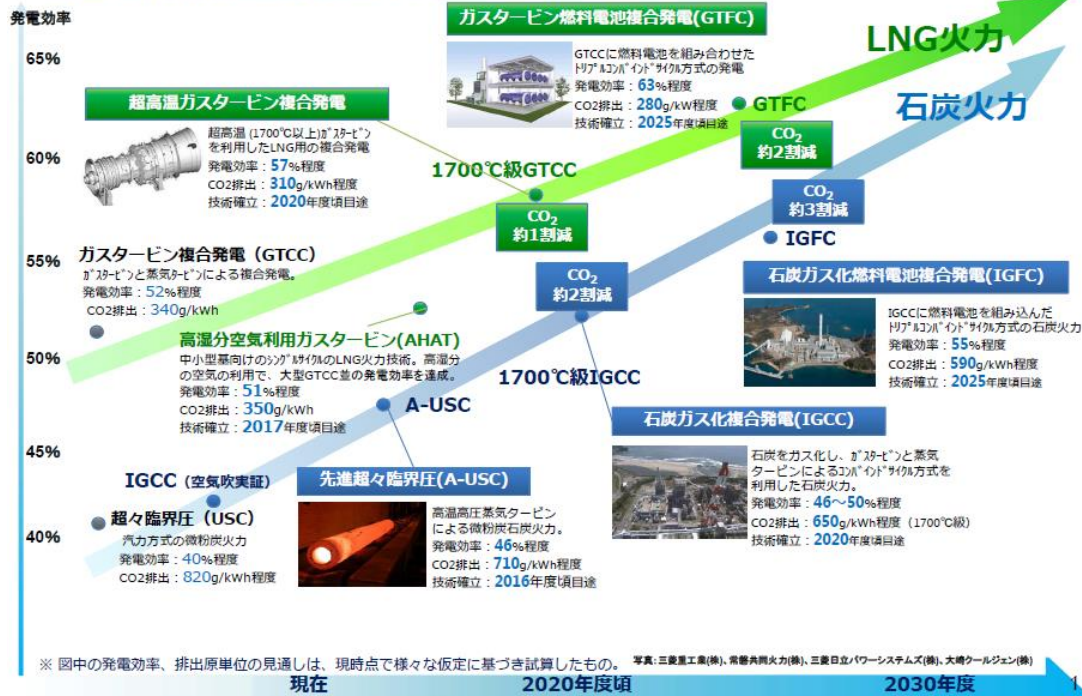 発電効率
65%
60%
55%
50%
45%
40%
ガスタービン燃料電池複合発電(GTFC)
GTCCに燃料電池を組み合わせた
ﾄﾘﾌﾟﾙｺﾝﾊﾞｲﾝﾄﾞｻｲｸﾙ方式の発電
発電効率：63%程度
CO2排出：280g/kW程度
技術確立：2025年度頃目途
LNG火力
石炭火力
GTFC
CO2
約2割減
超高温ガスタービン複合発電
超高温(1700℃以上)ｶﾞｽﾀｰﾋﾞﾝ
を利用したLNG用の複合発電
発電効率：57%程度
CO2排出：310g/kWh程度
技術確立：2020年度頃目途
1700℃級GTCC
CO2
約1割減
CO2
約3割減
IGFC
ガスタービン複合発電（GTCC）
ｶﾞｽﾀｰﾋﾞﾝと蒸気ﾀｰﾋﾞﾝによる複合発電。
発電効率：52%程度
CO2排出：340g/kWh
CO2
約2割減
石炭ガス化燃料電池複合発電(IGFC)
IGCCに燃料電池を組み込んだ
ﾄﾘﾌﾟﾙｺﾝﾊﾞｲﾝﾄﾞｻｲｸﾙ方式の石炭火力
発電効率：55%程度
CO2排出：590g/kWh程度
技術確立：2025年度頃目途
高湿分空気利用ガスタービン(AHAT)
中小型基向けのｼﾝｸﾞﾙｻｲｸﾙのLNG火力技術。高湿分
の空気の利用で、大型GTCC並の発電効率を達成。
発電効率：51%程度
CO2排出：350g/kWh
技術確立：2017年度頃目途
1700℃級IGCC
A-USC
石炭ガス化複合発電(IGCC)
石炭をガス化し、ｶﾞｽﾀｰﾋﾞﾝと蒸気
タービンによるｺﾝﾊﾞｲﾝﾄﾞｻｲｸﾙ方式を
利用した石炭火力。
発電効率：46～50%程度
CO2排出：650g/kWh程度（1700℃級）
技術確立：2020年度頃目途
IGCC（空気吹実証）
先進超々臨界圧(A-USC)
高温高圧蒸気タービン
による微粉炭石炭火力。
発電効率：46%程度
CO2排出：710g/kWh程度
技術確立：2016年度頃目途
超々臨界圧（USC）
汽力方式の微粉炭火力
発電効率：40%程度
CO2排出：820g/kWh程度
※ 図中の発電効率、排出原単位の見通しは、現時点で様々な仮定に基づき試算したもの。
写真：三菱重工業(株)、常磐共同火力(株)、三菱日立パワーシステムズ(株)、大崎クールジェン(株)
現在
2020年度頃
2030年度
1